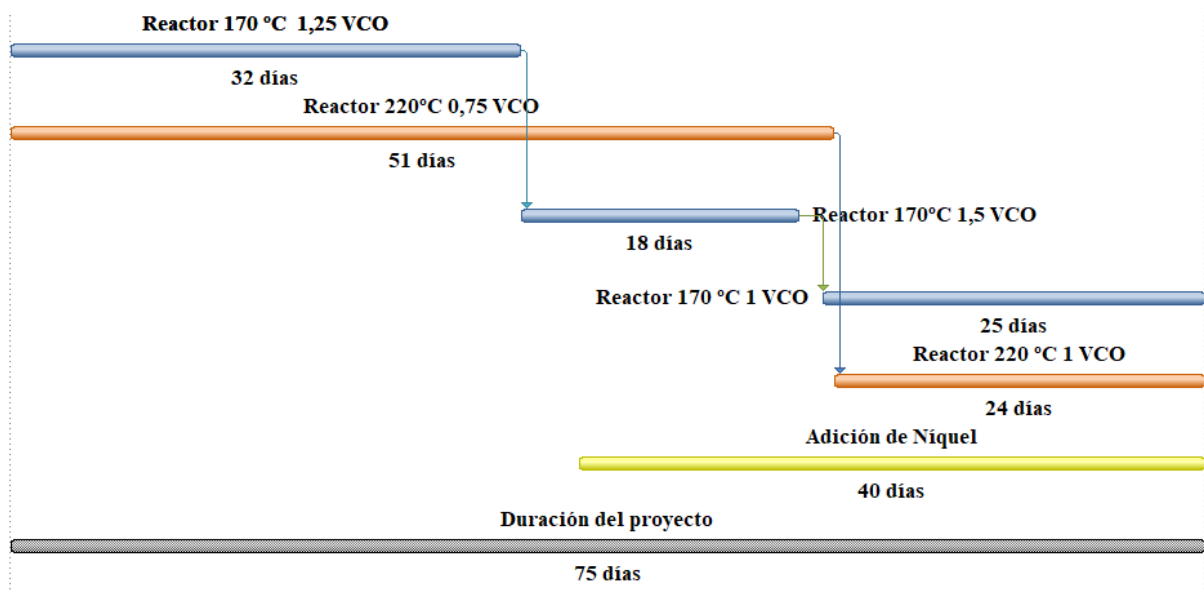 Reactor 170 ºC 1,25 VCO
32 días
Reactor 220ºC 0,75 VCO
51 días
Reactor 170ºC 1,5 VCO
18 días
Reactor 170 ºC 1 VCO
25 días
Reactor 220 ºC 1 VCO
24 días
Adición de Níquel
40 días
Duración del proyecto
75 días